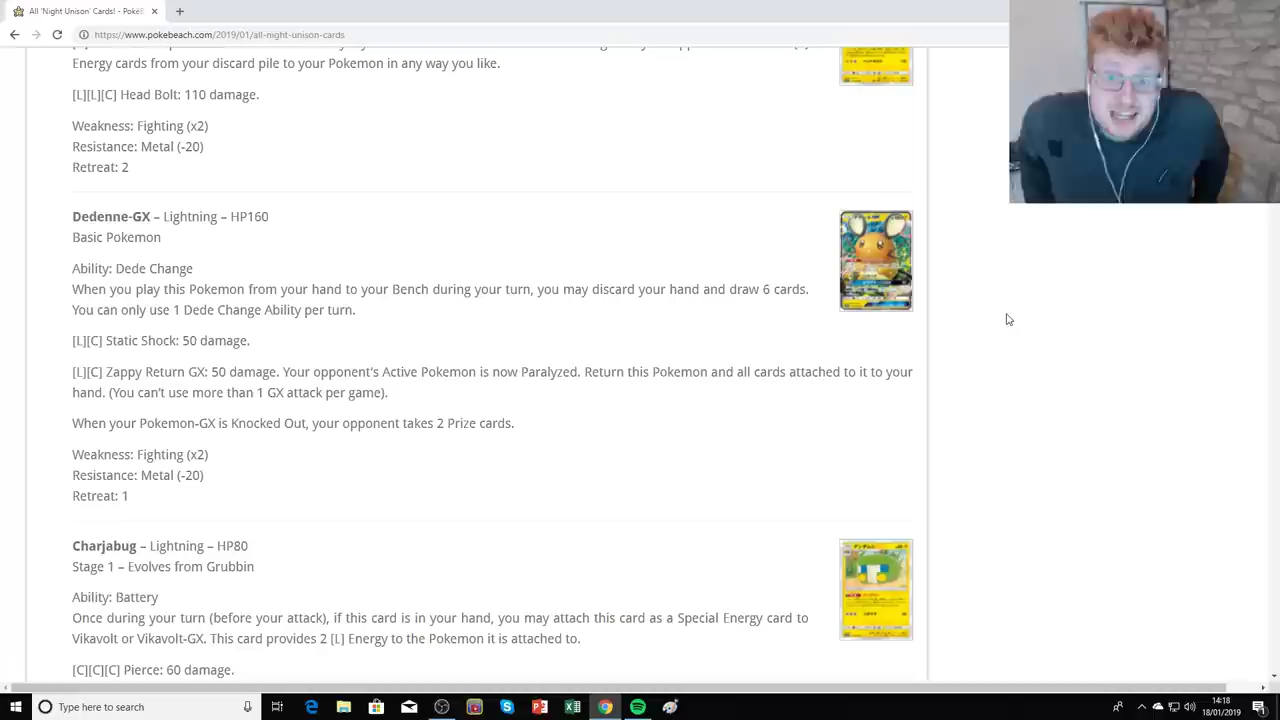 All 'Night Unison' Cards! - Poké
https://www.pokebeach.com/2019/01/all-night-unison-cards
Energy cards from your discard pile to your Pokemon in any way you like.
[L][L][C] Head Bolt: 110 damage.
Weakness: Fighting (x2)
Resistance: Metal (-20)
Retreat: 2
Dedenne-GX – Lightning – HP160
Basic Pokemon
Ability: Dede Change
When you play this Pokemon from your hand to your Bench during your turn, you may discard your hand and draw 6 cards.
You can only use 1 Dede Change Ability per turn.
[L][C] Static Shock: 50 damage.
[L][C] Zappy Return GX: 50 damage. Your opponent's Active Pokemon is now Paralyzed. Return this Pokemon and all cards attached to it to your
hand. (You can't use more than 1 GX attack per game).
When your Pokemon-GX is Knocked Out, your opponent takes 2 Prize cards.
Weakness: Fighting (x2)
Resistance: Metal (-20)
Retreat: 1
Charjabug – Lightning – HP80
Stage 1 – Evolves from Grubbin
Ability: Battery
Once during your turn (before your attack), if this card is in your hand, you may attach this card as a Special Energy card to
Vikavolt or Vikavolt-GX. This card provides 2 [L] Energy to the Pokemon it is attached to.
[C][C][C] Pierce: 60 damage.
Type here to search
14:18
18/01/2019